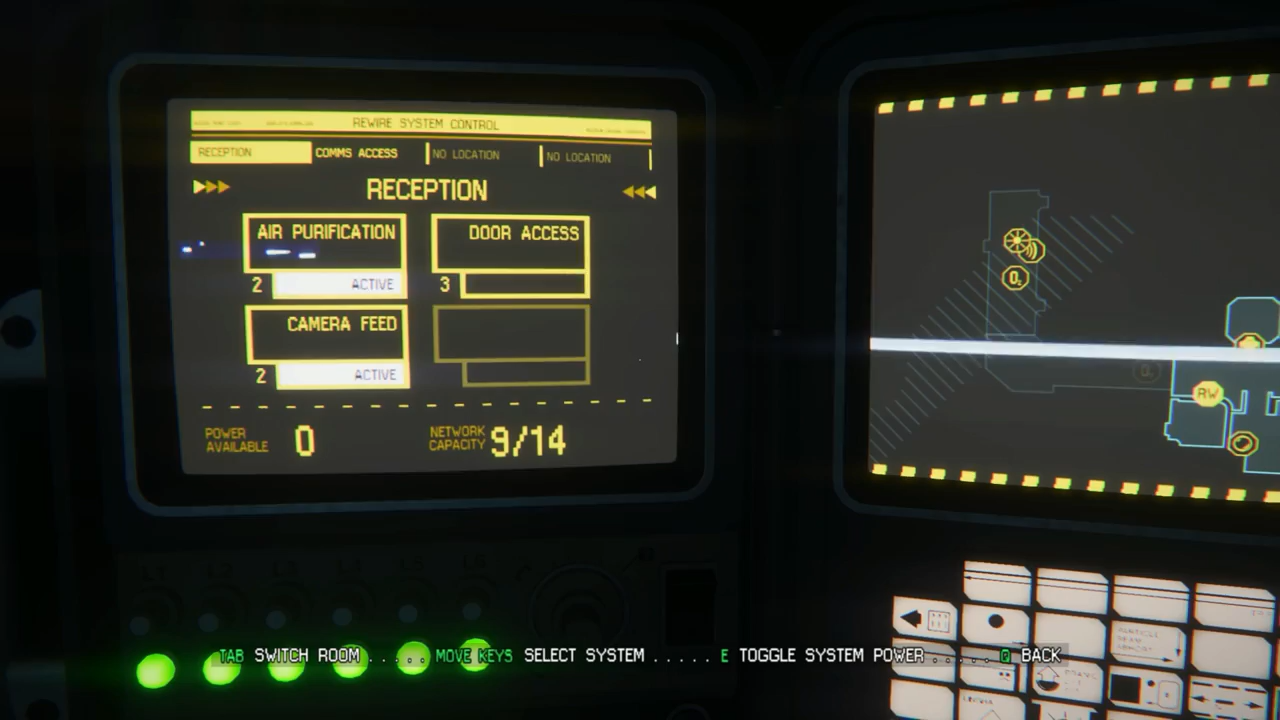 REWIRE SYSTEM CONTROL
RECEPTION COMMS ACCESS NO LOCATION NO LOCATION
RECEPTION
AIR PURIFICATION DOOR ACCESS
2 ACTIVE 3
CAMERA FEED
2 ACTIVE
POWER AVAILABLE 0 NETWORK CAPACITY 9/14
O₂
RW
TAB SWITCH ROOM ..... MOVE KEYS SELECT SYSTEM ..... E TOGGLE SYSTEM POWER ..... Q BACK